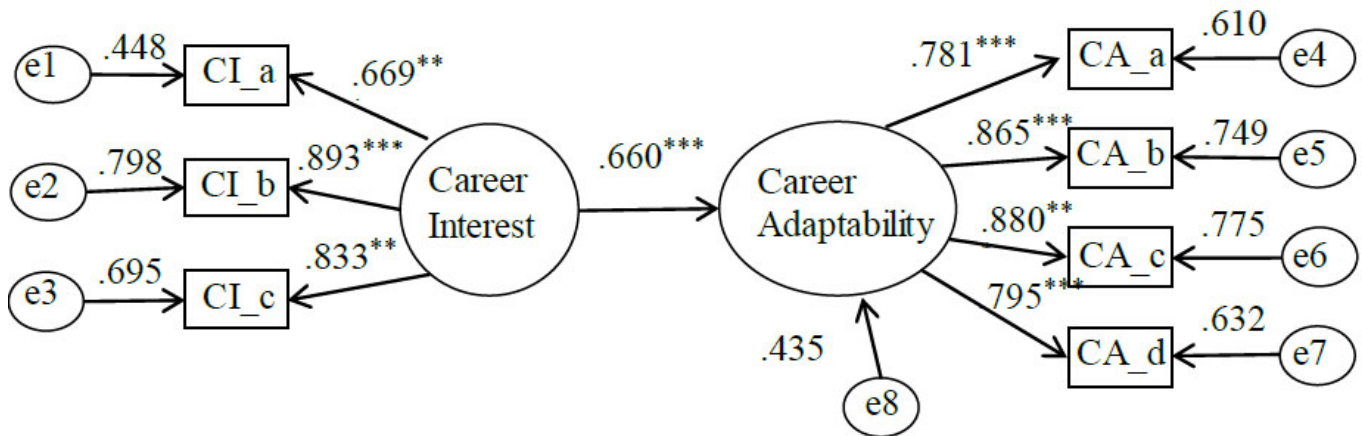 e1
.448
CI_a
.669**
e2
.798
CI_b
.893***
e3
.695
CI_c
.833**
Career
Interest
.660***
Career
Adaptability
.435
e8
.781***
CA_a
.610
e4
.865***
CA_b
.749
e5
.880**
CA_c
.775
e6
795***
CA_d
.632
e7